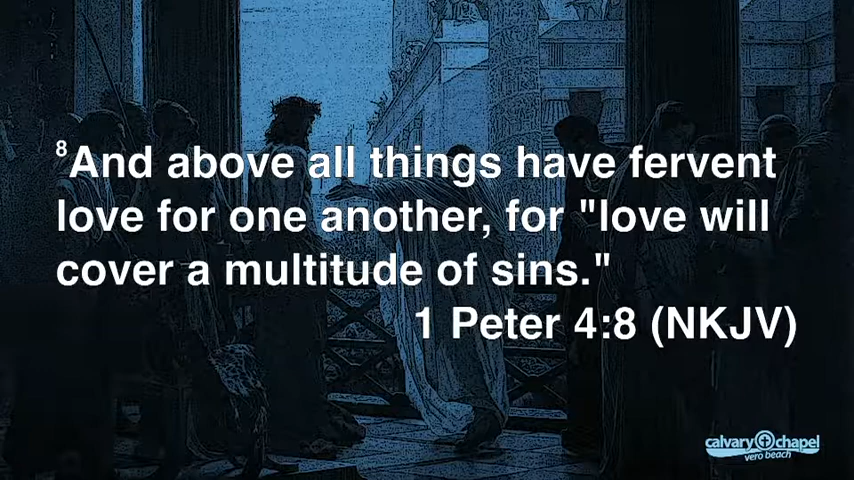 8And above all things have fervent
love for one another, for "love will
cover a multitude of sins."
1 Peter 4:8 (NKJV)
calvary chapel
vero beach